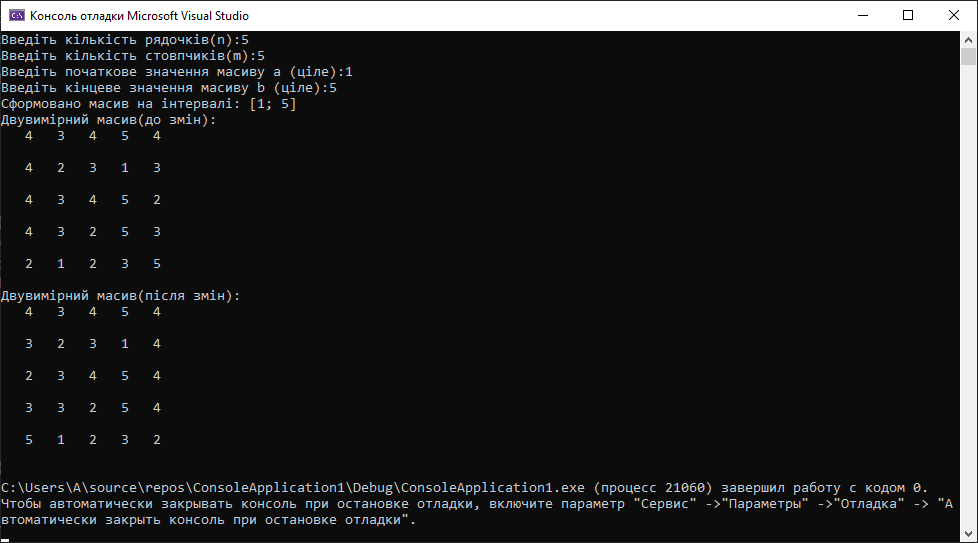 Консоль отладки Microsoft Visual Studio
Введіть кількість рядочків(n):5
Введіть кількість стовпчиків(m):5
Введіть початкове значення масиву a (ціле):1
Введіть кінцеве значення масиву b (ціле):5
Сформовано масив на інтервалі: [1; 5]
Двувимірний масив(до змін):
4 3 4 5 4
4 2 3 1 3
4 3 4 5 2
4 3 2 5 3
2 1 2 3 5
Двувимірний масив(після змін):
4 3 4 5 4
3 2 3 1 4
2 3 4 5 4
3 3 2 5 4
5 1 2 3 2
C:\Users\A\source\repos\ConsoleApplication1\Debug\ConsoleApplication1.exe (процесс 21060) завершил работу с кодом 0.
Чтобы автоматически закрывать консоль при остановке отладки, включите параметр "Сервис" ->"Параметры" ->"Отладка" -> "А
втоматически закрыть консоль при остановке отладки".